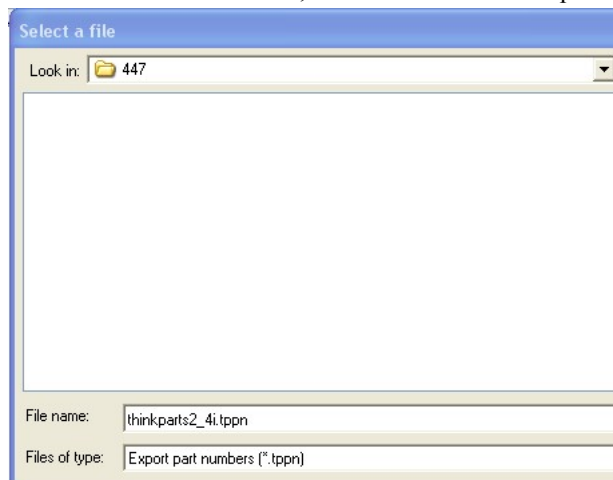 Select a file
Look in: 447
File name: thinkparts2_4i.tppn
Files of type: Export part numbers (*.tppn)